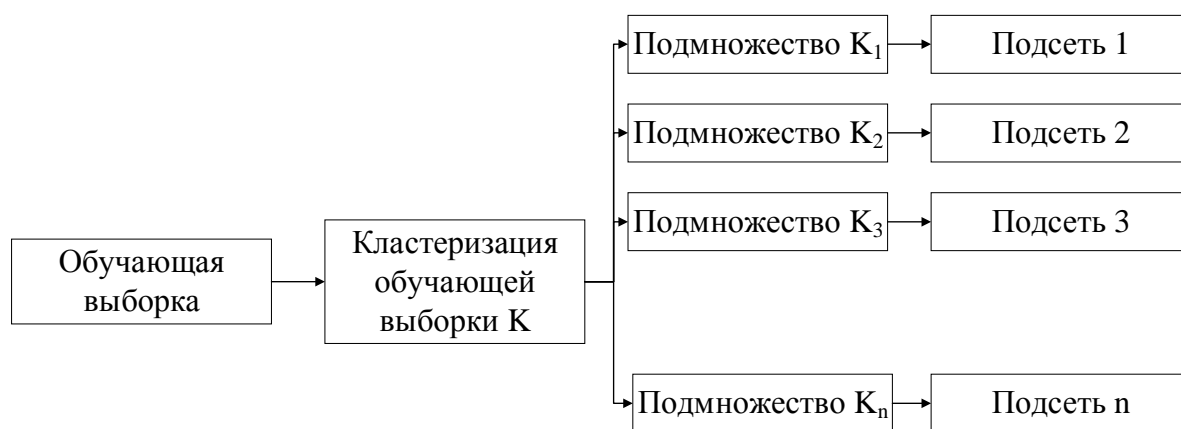 Подмножество K₁
Подсеть 1
Подмножество K₂
Подсеть 2
Подмножество K₃
Подсеть 3
Обучающая
выборка
Кластеризация
обучающей
выборки K
Подмножество Kₙ
Подсеть n